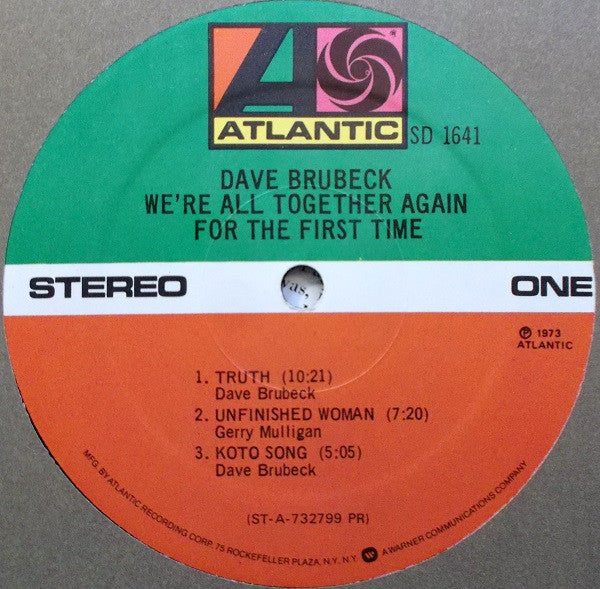 ATLANTIC
SD 1641
DAVE BRUBECK
WE'RE ALL TOGETHER AGAIN
FOR THE FIRST TIME
STEREO
ONE
℗ 1973
ATLANTIC
1. TRUTH (10:21)
Dave Brubeck
2. UNFINISHED WOMAN (7:20)
Gerry Mulligan
3. KOTO SONG (5:05)
Dave Brubeck
(ST-A-732799 PR)
MFG. BY ATLANTIC RECORDING CORP. 75 ROCKEFELLER PLAZA, N.Y., N.Y. A WARNER COMMUNICATIONS COMPANY